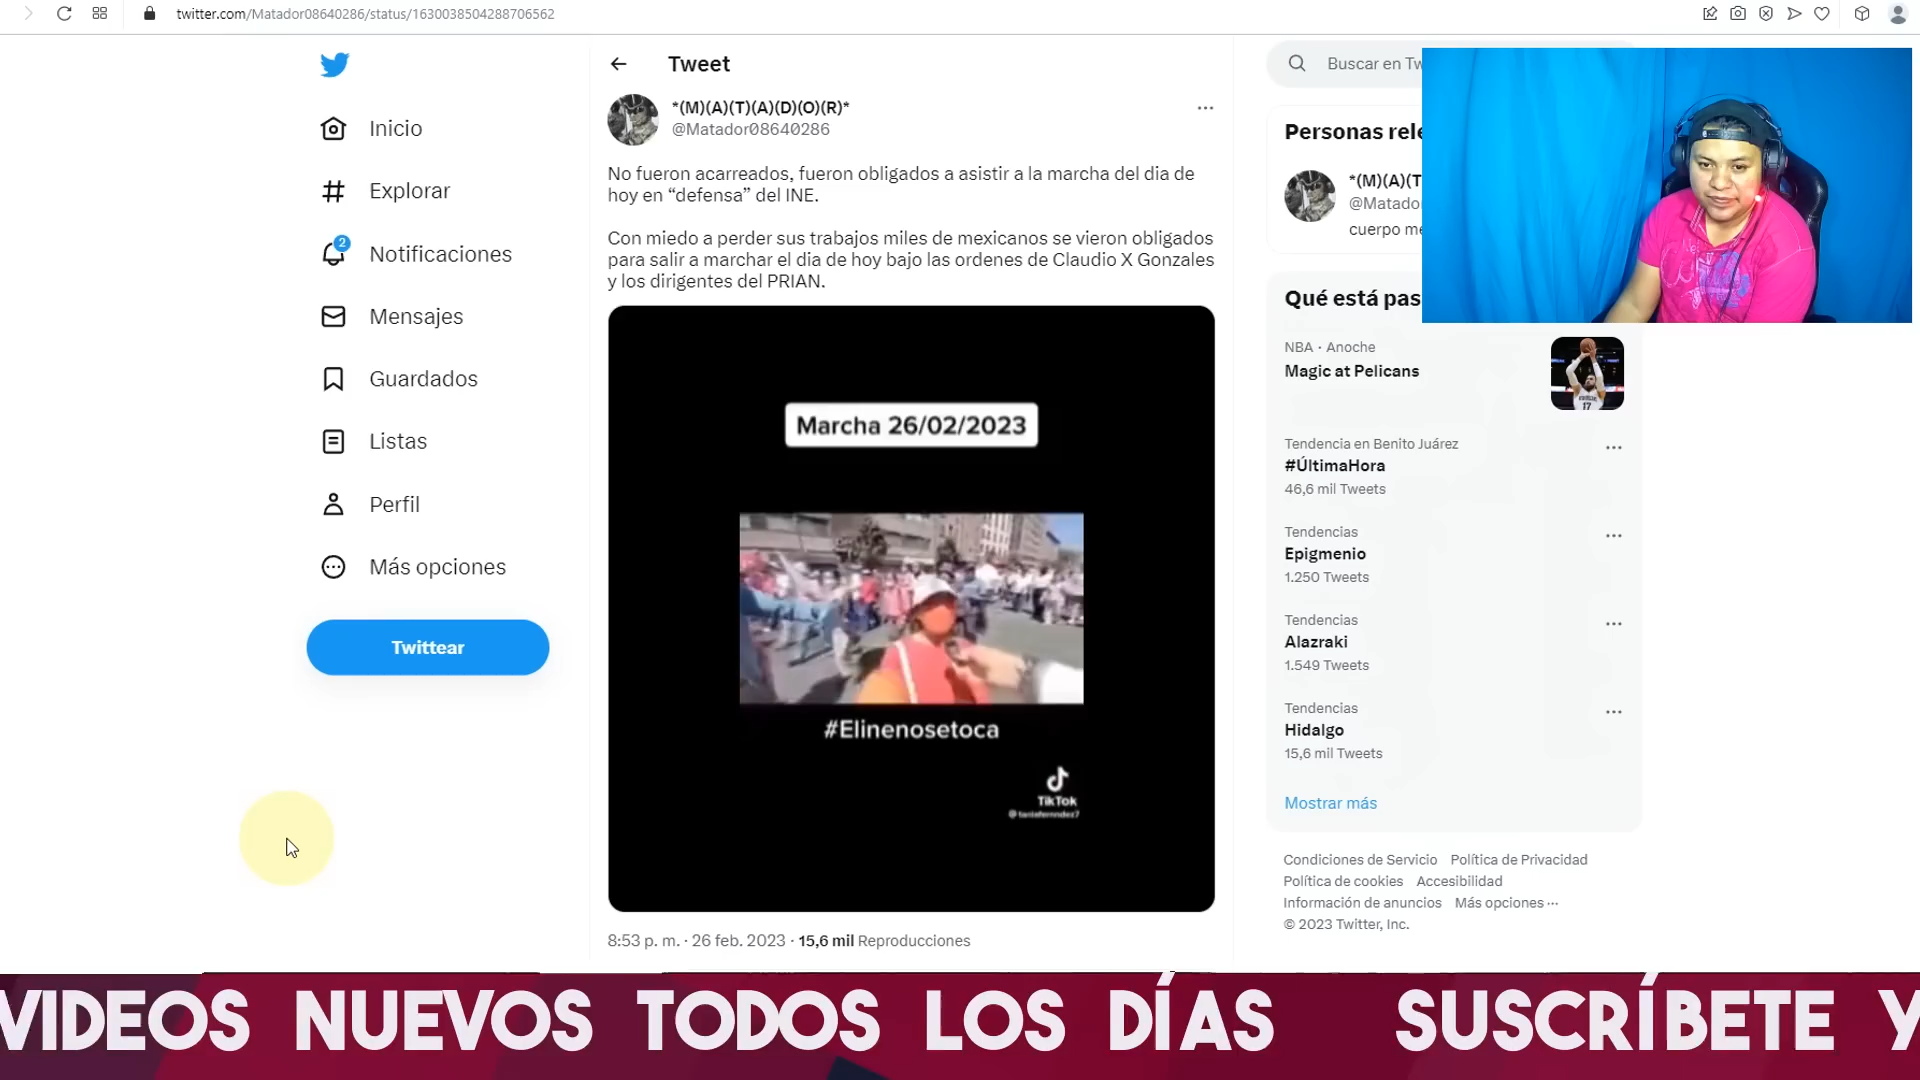 twitter.com/Matador08640286/status/1630038504288706562
Inicio
Explorar
2
Notificaciones
Mensajes
Guardados
Listas
Perfil
Más opciones
Twittear
Tweet
*(M)(A)(T)(A)(D)(O)(R)*
@Matador08640286
No fueron acarreados, fueron obligados a asistir a la marcha del dia de
hoy en “defensa” del INE.
Con miedo a perder sus trabajos miles de mexicanos se vieron obligados
para salir a marchar el dia de hoy bajo las ordenes de Claudio X Gonzales
y los dirigentes del PRIAN.
Marcha 26/02/2023
#Elinenosetoca
TikTok
8:53 p. m. · 26 feb. 2023 · 15,6 mil Reproducciones
Buscar en Tw
Personas rele
*(M)(A)(T
@Matado
cuerpo me
Qué está pas
NBA · Anoche
Magic at Pelicans
17
Tendencia en Benito Juárez
#ÚltimaHora
46,6 mil Tweets
Tendencias
Epigmenio
1.250 Tweets
Tendencias
Alazraki
1.549 Tweets
Tendencias
Hidalgo
15,6 mil Tweets
Mostrar más
Condiciones de Servicio Política de Privacidad
Política de cookies Accesibilidad
Información de anuncios Más opciones ···
© 2023 Twitter, Inc.
VIDEOS NUEVOS TODOS LOS DÍAS SUSCRÍBETE Y